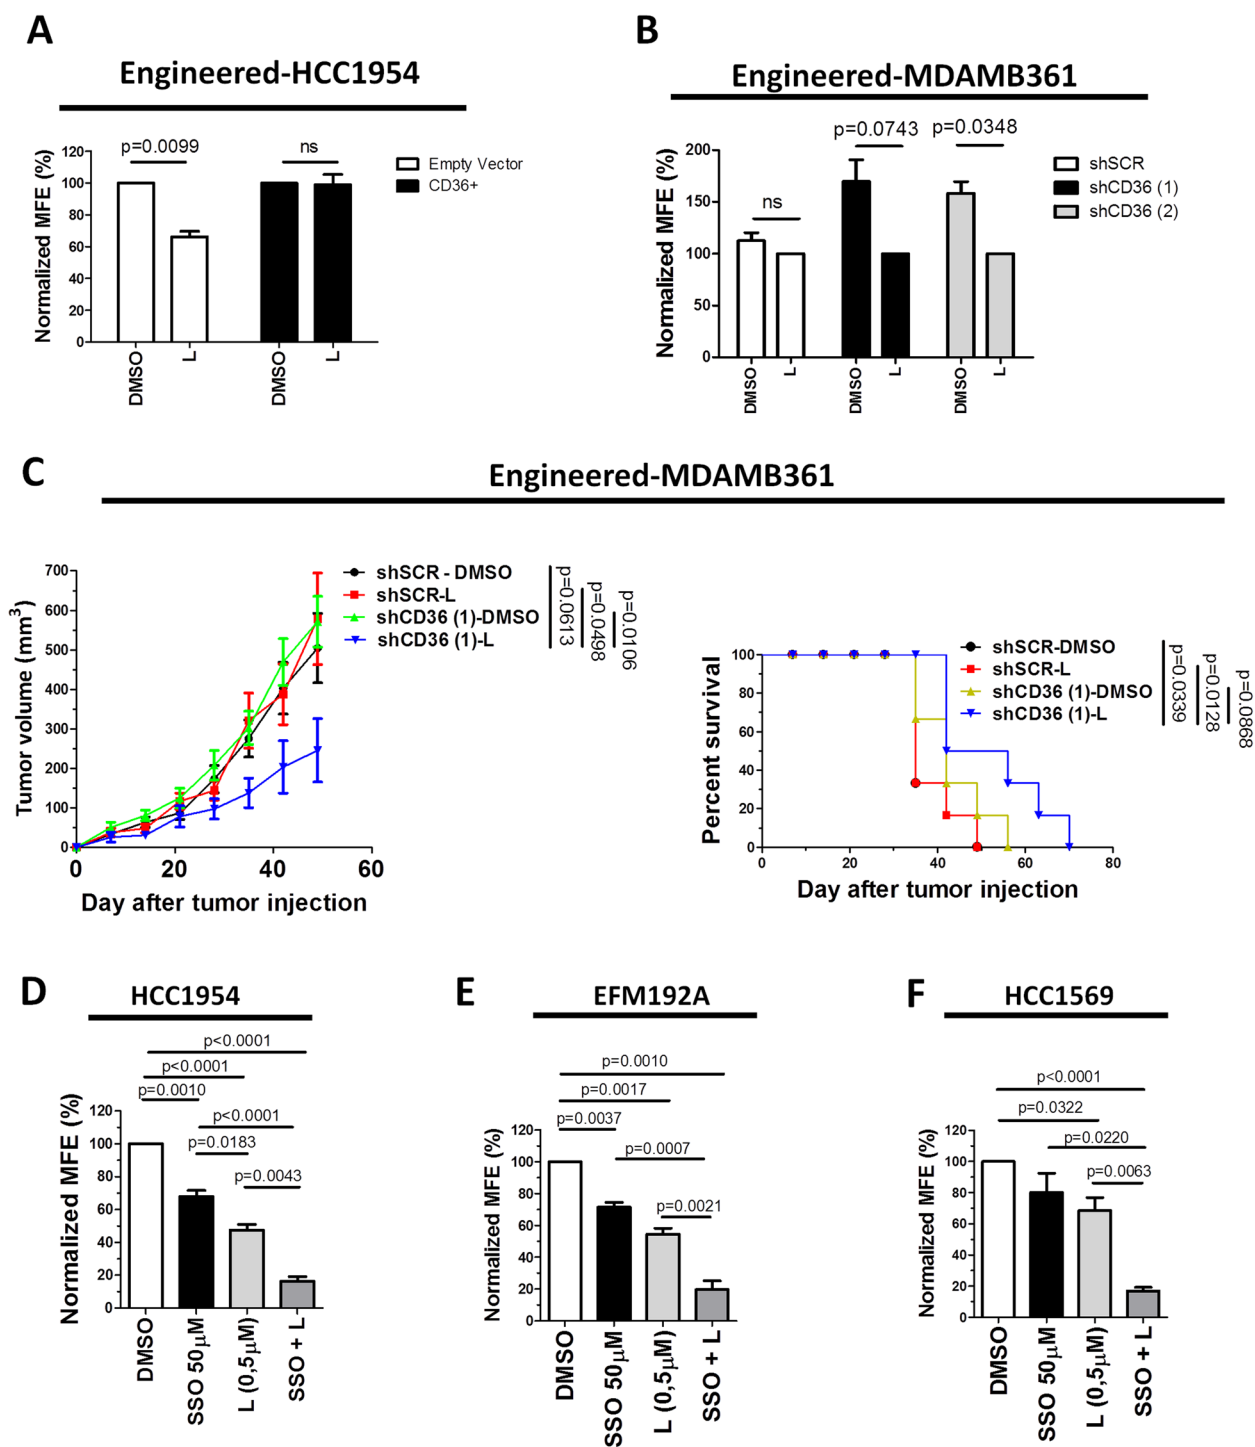 A
Engineered-HCC1954
p=0.0099
ns
Normalized MFE (%)
120
100
80
60
40
20
0
DMSO
L
DMSO
L
Empty Vector
CD36+
B
Engineered-MDAMB361
p=0.0743
p=0.0348
ns
Normalized MFE (%)
200
150
100
50
0
DMSO
L
DMSO
L
DMSO
L
shSCR
shCD36 (1)
shCD36 (2)
C
Engineered-MDAMB361
Tumor volume (mm3)
700
600
500
400
300
200
100
0
0
20
40
60
Day after tumor injection
shSCR - DMSO
shSCR-L
shCD36 (1)-DMSO
shCD36 (1)-L
p=0.0613
p=0.0498
p=0.0106
Percent survival
100
80
60
40
20
0
0
20
40
60
80
Day after tumor injection
shSCR-DMSO
shSCR-L
shCD36 (1)-DMSO
shCD36 (1)-L
p=0.0339
p=0.0128
p=0.0868
D
HCC1954
p<0.0001
p<0.0001
p=0.0010
p<0.0001
p=0.0183
p=0.0043
Normalized MFE (%)
120
100
80
60
40
20
0
DMSO
SSO 50µM
L (0,5µM)
SSO + L
E
EFM192A
p=0.0010
p=0.0017
p=0.0037
p=0.0007
p=0.0021
Normalized MFE (%)
120
100
80
60
40
20
0
DMSO
SSO 50µM
L (0,5µM)
SSO + L
F
HCC1569
p<0.0001
p=0.0322
p=0.0220
p=0.0063
Normalized MFE (%)
120
100
80
60
40
20
0
DMSO
SSO 50µM
L (0,5µM)
SSO + L